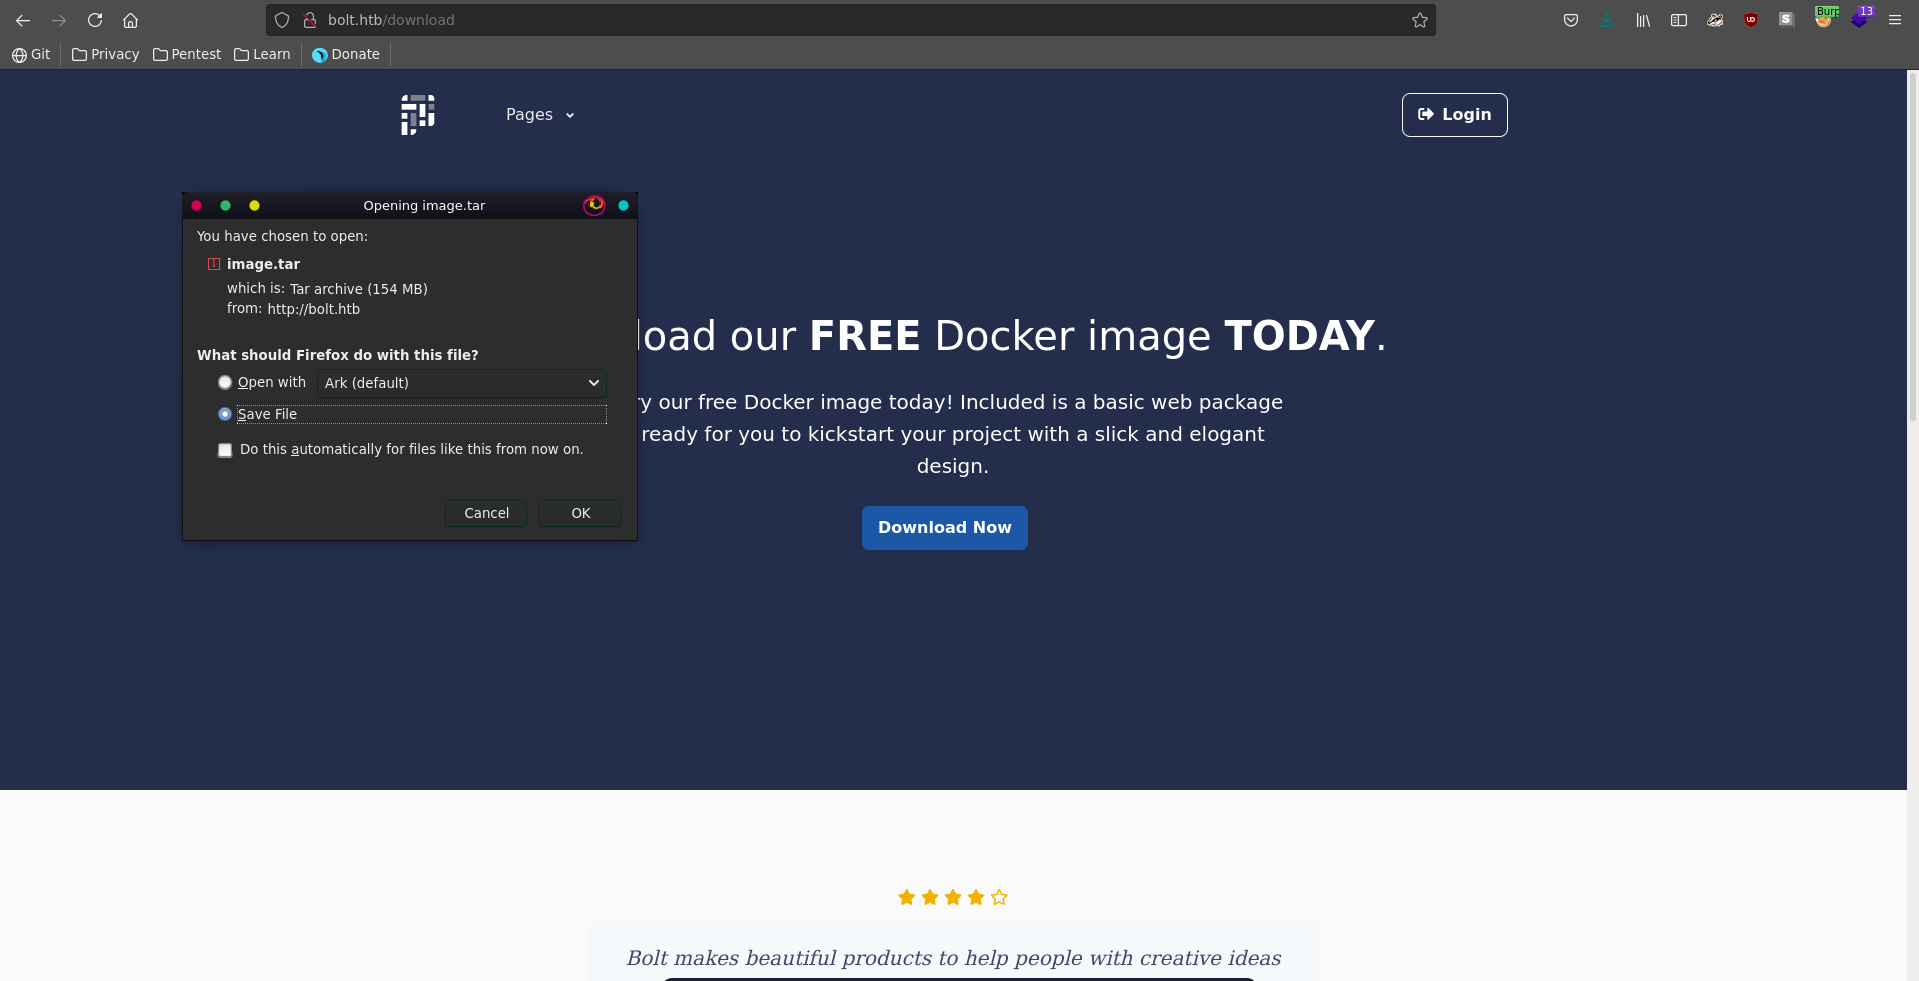 bolt.htb/download
Burp
13
Git
Privacy
Pentest
Learn
Donate
Pages
Login
Opening image.tar
You have chosen to open:
image.tar
which is: Tar archive (154 MB)
from: http://bolt.htb
What should Firefox do with this file?
Open with Ark (default)
Save File
Do this automatically for files like this from now on.
Cancel OK
load our FREE Docker image TODAY.
ry our free Docker image today! Included is a basic web package
ready for you to kickstart your project with a slick and elogant
design.
Download Now
Bolt makes beautiful products to help people with creative ideas